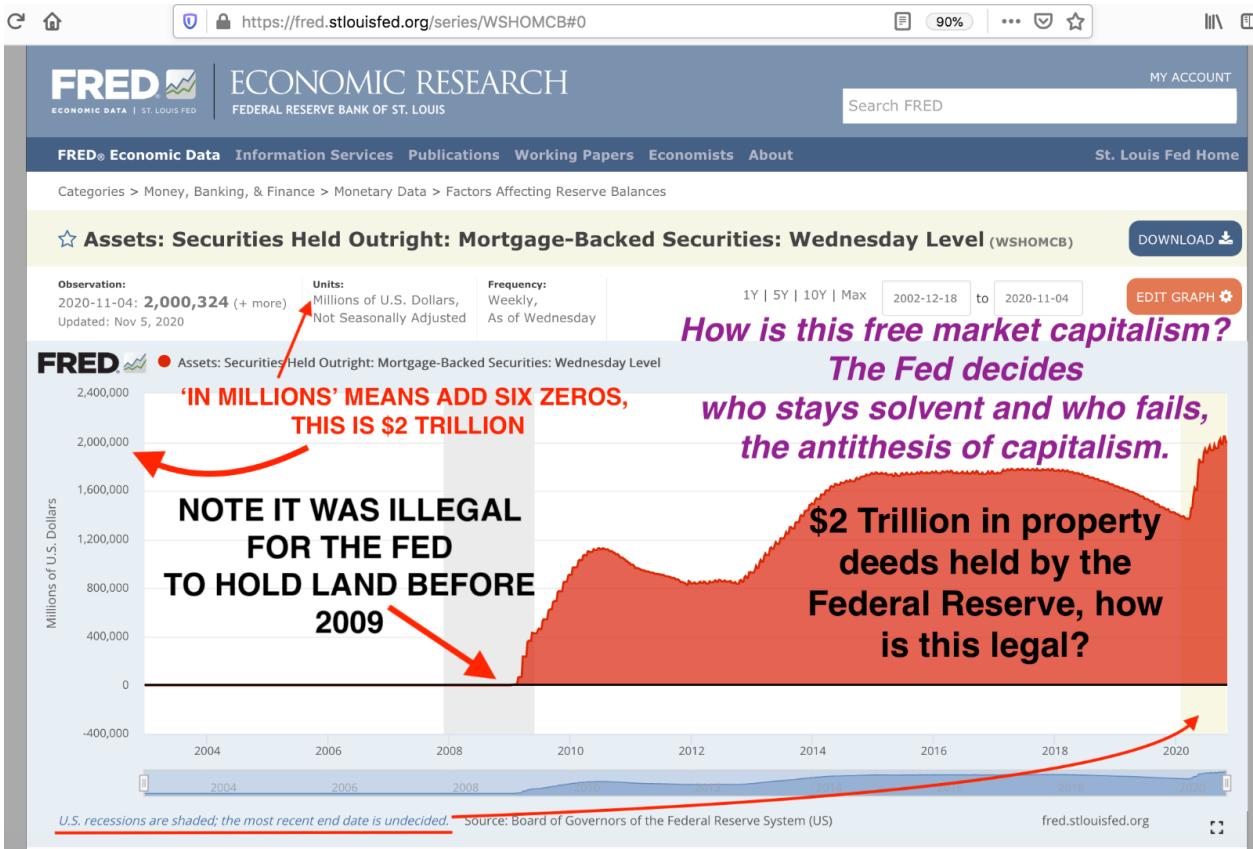 https://fred.stlouisfed.org/series/WSHOMCB#0
90%
FRED
ECONOMIC DATA | ST. LOUIS FED
ECONOMIC RESEARCH
FEDERAL RESERVE BANK OF ST. LOUIS
MY ACCOUNT
Search FRED
FRED® Economic Data Information Services Publications Working Papers Economists About St. Louis Fed Home
Categories > Money, Banking, & Finance > Monetary Data > Factors Affecting Reserve Balances
Assets: Securities Held Outright: Mortgage-Backed Securities: Wednesday Level (WSHOMCB)
DOWNLOAD
Observation:
2020-11-04: 2,000,324 (+ more)
Updated: Nov 5, 2020
Units:
Millions of U.S. Dollars,
Not Seasonally Adjusted
Frequency:
Weekly,
As of Wednesday
1Y | 5Y | 10Y | Max
2002-12-18 to 2020-11-04
EDIT GRAPH
How is this free market capitalism?
The Fed decides
who stays solvent and who fails,
the antithesis of capitalism.
FRED
Assets: Securities Held Outright: Mortgage-Backed Securities: Wednesday Level
'IN MILLIONS' MEANS ADD SIX ZEROS,
THIS IS $2 TRILLION
NOTE IT WAS ILLEGAL
FOR THE FED
TO HOLD LAND BEFORE
2009
$2 Trillion in property
deeds held by the
Federal Reserve, how
is this legal?
Millions of U.S. Dollars
2,400,000
2,000,000
1,600,000
1,200,000
800,000
400,000
0
-400,000
2004 2006 2008 2010 2012 2014 2016 2018 2020
2004 2006 2008 2010 2012 2014 2016 2018 2020
U.S. recessions are shaded; the most recent end date is undecided. Source: Board of Governors of the Federal Reserve System (US) fred.stlouisfed.org